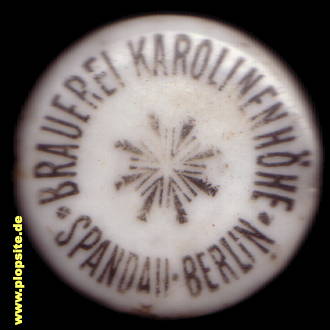 BRAUEREI KAROLINENHÖHE
* SPANDAU·BERLIN *
www.plopsite.de